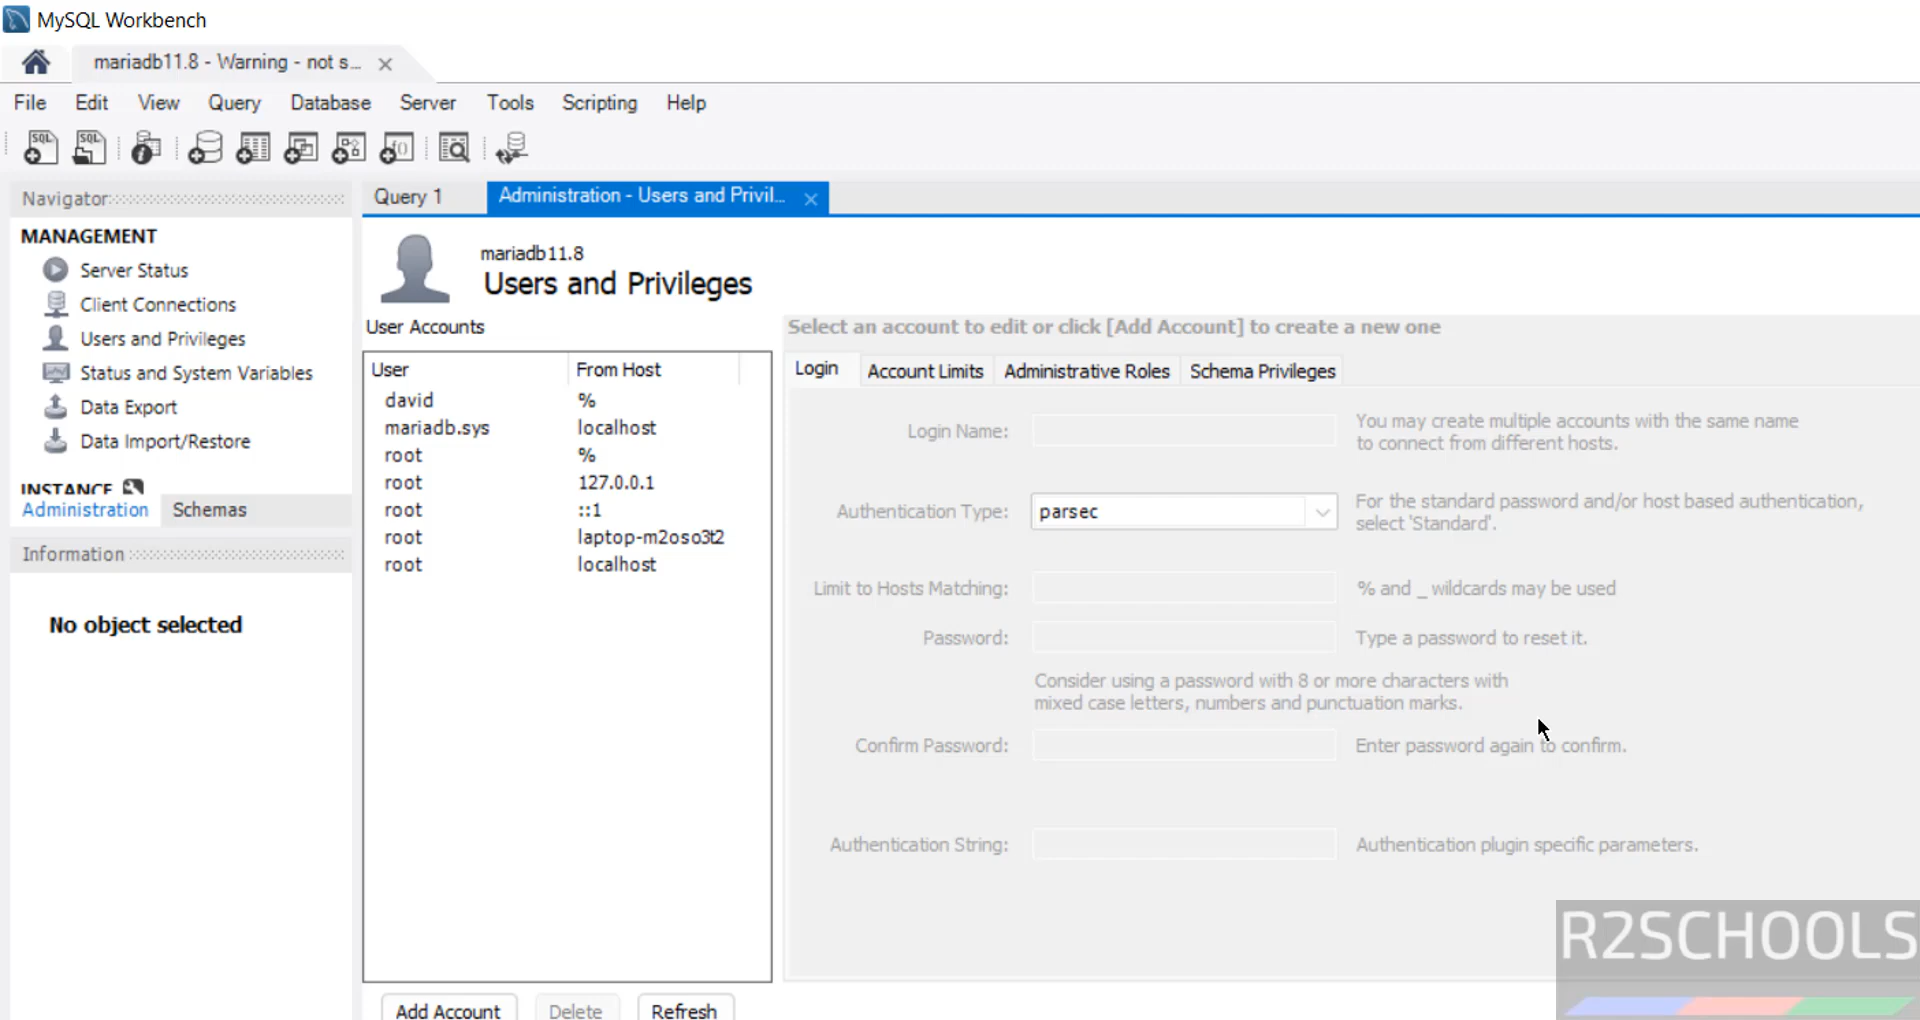 MySQL Workbench
mariadb11.8 - Warning - not s...
File Edit View Query Database Server Tools Scripting Help
SQL SQL
Navigator
MANAGEMENT
Server Status
Client Connections
Users and Privileges
Status and System Variables
Data Export
Data Import/Restore
INSTANCE
Administration Schemas
Information
No object selected
Query 1 Administration - Users and Privil...
mariadb11.8
Users and Privileges
User Accounts
User From Host
david %
mariadb.sys localhost
root %
root 127.0.0.1
root ::1
root laptop-m2oso3t2
root localhost
Add Account Delete Refresh
Select an account to edit or click [Add Account] to create a new one
Login Account Limits Administrative Roles Schema Privileges
Login Name: You may create multiple accounts with the same name
to connect from different hosts.
Authentication Type: parsec For the standard password and/or host based authentication,
select 'Standard'.
Limit to Hosts Matching: % and _ wildcards may be used
Password: Type a password to reset it.
Consider using a password with 8 or more characters with
mixed case letters, numbers and punctuation marks.
Confirm Password: Enter password again to confirm.
Authentication String: Authentication plugin specific parameters.
R2SCHOOLS